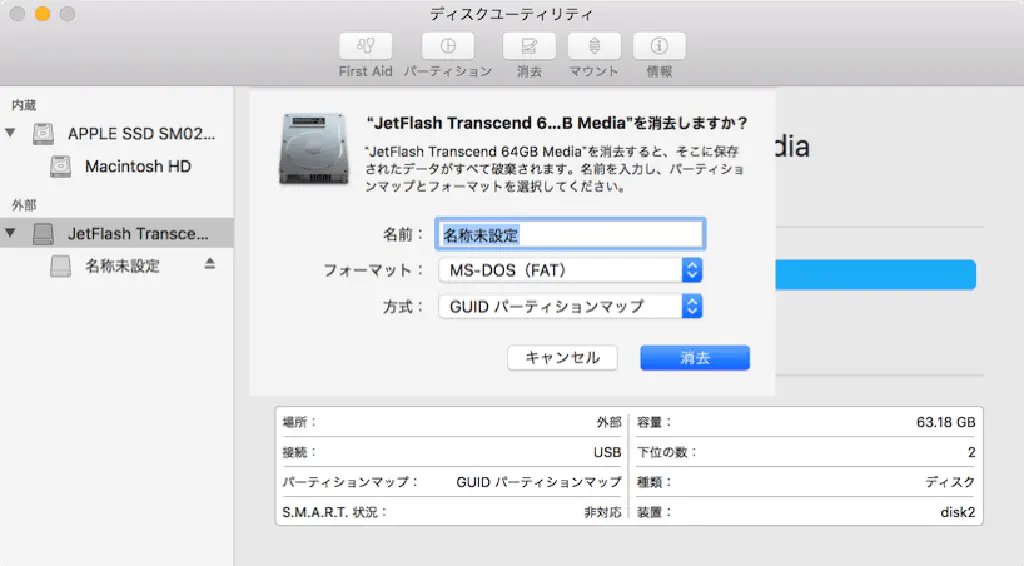 ディスクユーティリティ
First Aid パーティション 消去 マウント 情報
内蔵
APPLE SSD SM02...
Macintosh HD
外部
JetFlash Transce...
名称未設定
"JetFlash Transcend 6...B Media"を消去しますか？
"JetFlash Transcend 64GB Media"を消去すると、そこに保存
されたデータがすべて破棄されます。名前を入力し、パーティショ
ンマップとフォーマットを選択してください。
dia
名前： 名称未設定
フォーマット： MS-DOS（FAT）
方式： GUID パーティションマップ
キャンセル 消去
場所： 外部 容量： 63.18 GB
接続： USB 下位の数： 2
パーティションマップ： GUID パーティションマップ 種類： ディスク
S.M.A.R.T. 状況： 非対応 装置： disk2